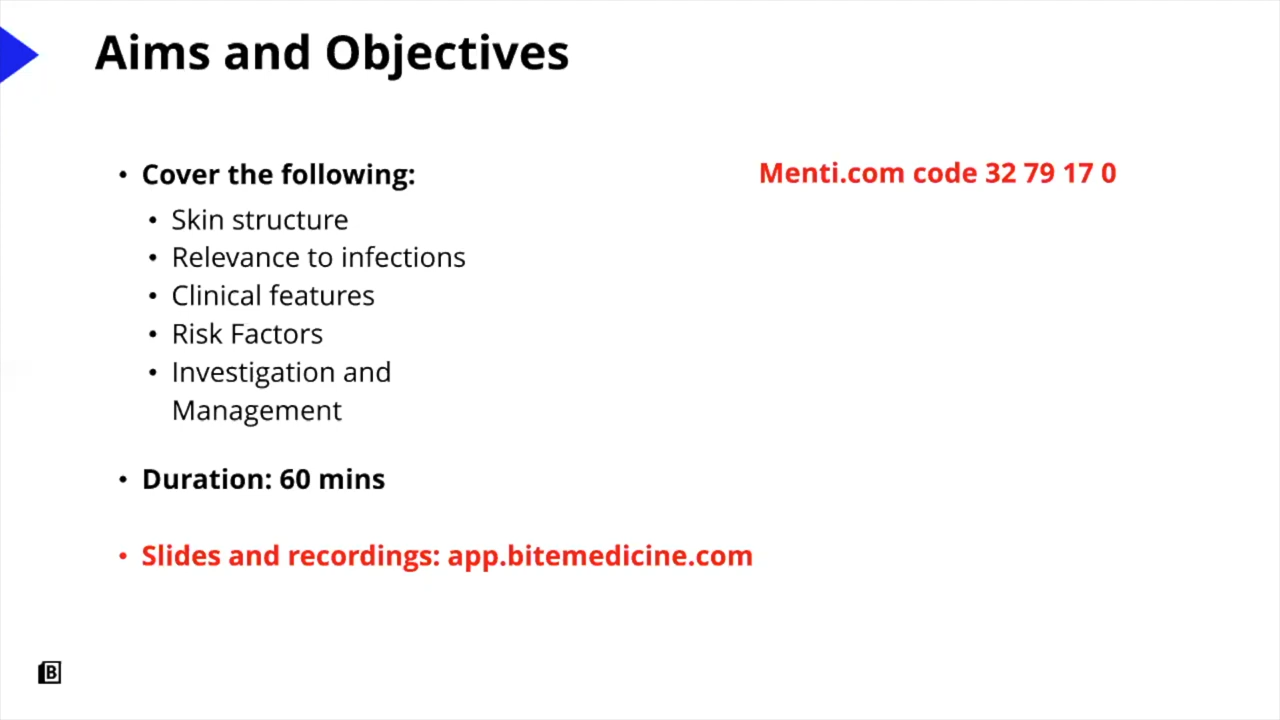 Aims and Objectives
• Cover the following:
• Skin structure
• Relevance to infections
• Clinical features
• Risk Factors
• Investigation and
Management
• Duration: 60 mins
• Slides and recordings: app.bitemedicine.com
Menti.com code 32 79 17 0
B